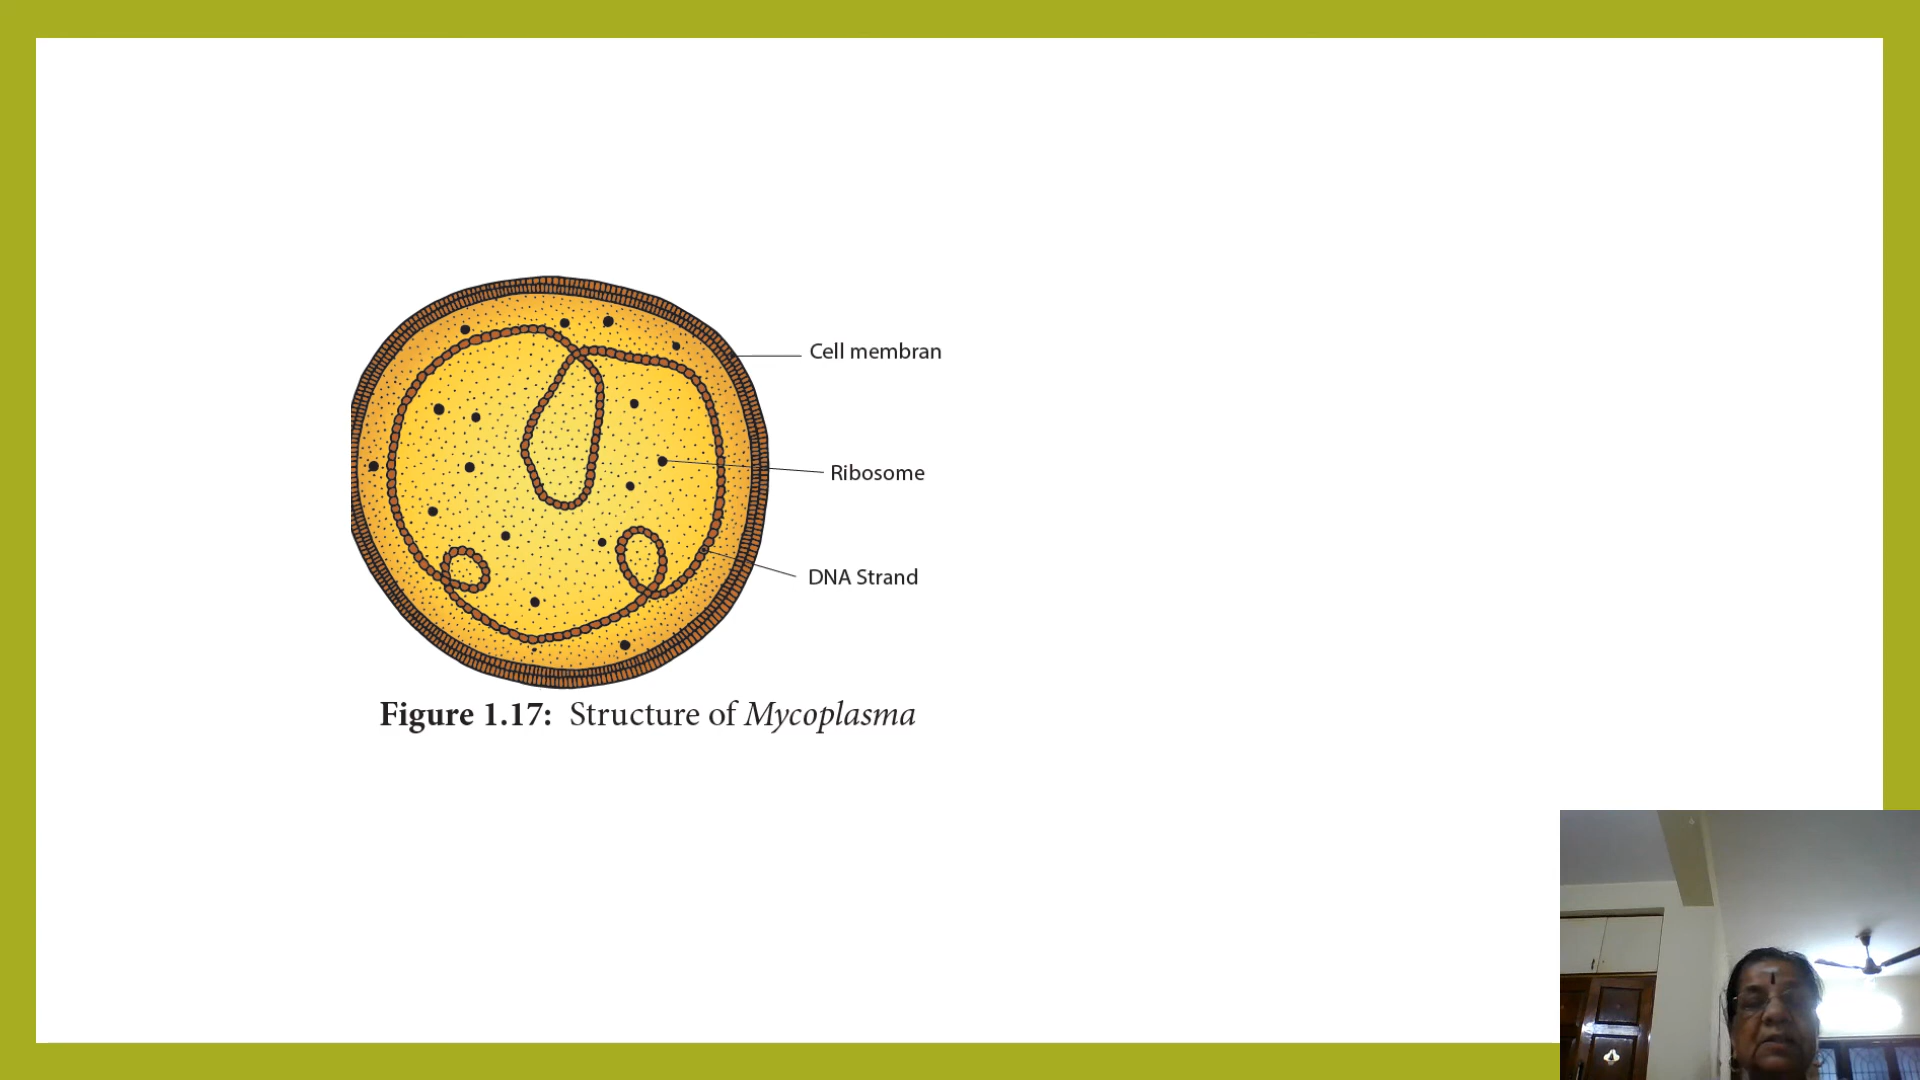 Cell membran
Ribosome
DNA Strand
Figure 1.17: Structure of Mycoplasma